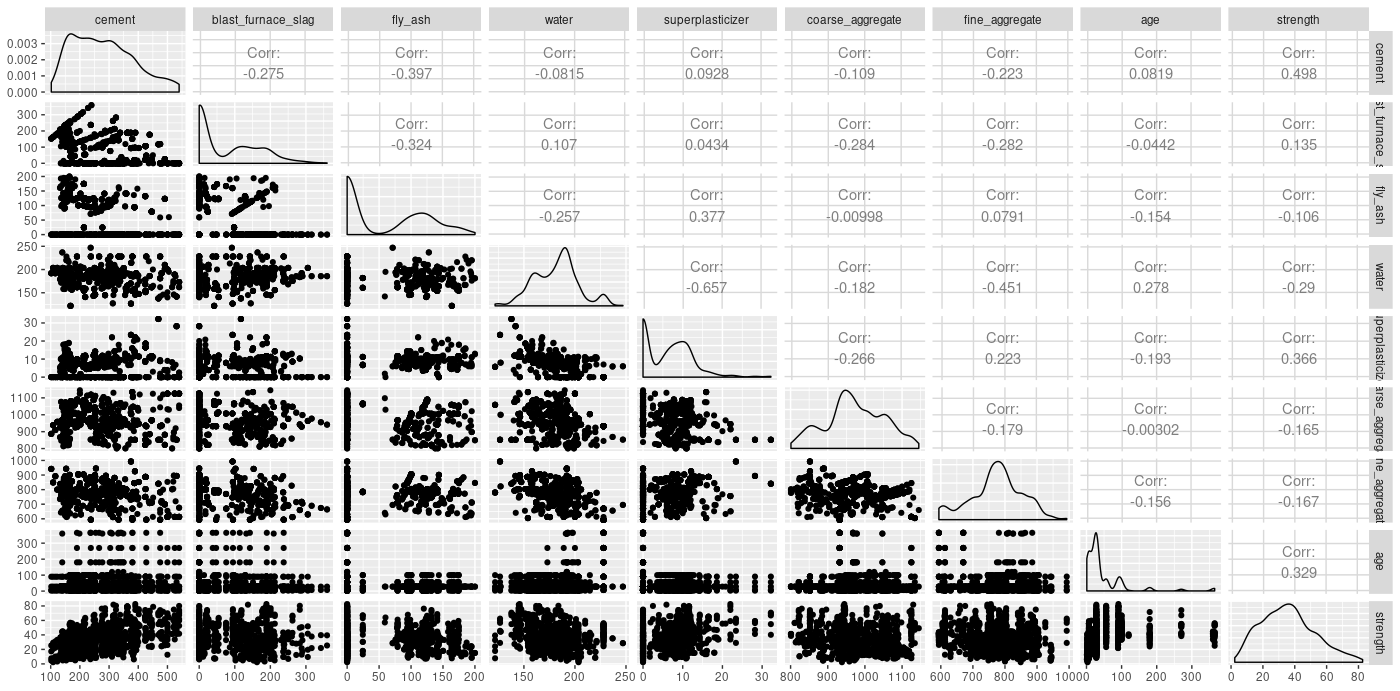 cement blast_furnace_slag fly_ash water superplasticizer coarse_aggregate fine_aggregate age strength
0.003
0.002
0.001
0.000
Corr: Corr: Corr: Corr: Corr: Corr: Corr: Corr:
-0.275 -0.397 -0.0815 0.0928 -0.109 -0.223 0.0819 0.498
cement
300
200
100
0
Corr: Corr: Corr: Corr: Corr: Corr: Corr:
-0.324 0.107 0.0434 -0.284 -0.282 -0.0442 0.135
st_furnace_s
200
150
100
50
0
Corr: Corr: Corr: Corr: Corr: Corr:
-0.257 0.377 -0.00998 0.0791 -0.154 -0.106
fly_ash
250
200
150
Corr: Corr: Corr: Corr: Corr:
-0.657 -0.182 -0.451 0.278 -0.29
water
30
20
10
0
Corr: Corr: Corr: Corr:
-0.266 0.223 -0.193 0.366
uperplasticiz
1100
1000
900
800
Corr: Corr: Corr:
-0.179 -0.00302 -0.165
arse_aggreg
1000
900
800
700
600
Corr: Corr:
-0.156 -0.167
ne_aggregat
300
200
100
0
Corr:
0.329
age
80
60
40
20
0
strength
100 200 300 400 500 0 100 200 300 0 50 100 150 200 150 200 250 0 10 20 30 800 900 1000 1100 600 700 800 900 1000 0 100 200 300 0 20 40 60 80